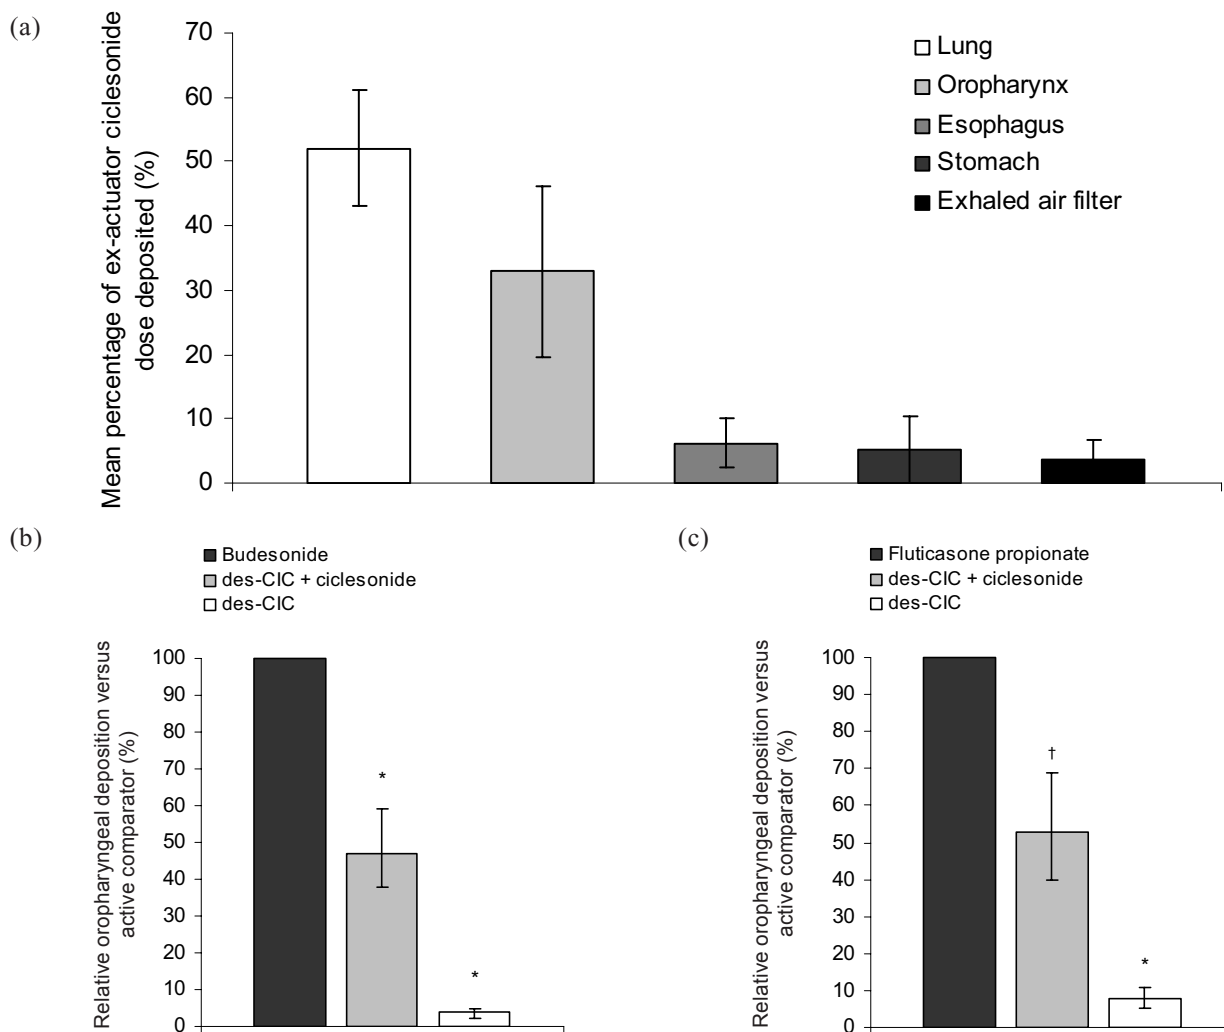 (a)
Mean percentage of ex-actuator ciclesonide
dose deposited (%)
70
60
50
40
30
20
10
0
Lung
Oropharynx
Esophagus
Stomach
Exhaled air filter
(b)
Budesonide
des-CIC + ciclesonide
des-CIC
Relative oropharyngeal deposition versus
active comparator (%)
100
90
80
70
60
50
40
30
20
10
0
*
*
(c)
Fluticasone propionate
des-CIC + ciclesonide
des-CIC
Relative oropharyngeal deposition versus
active comparator (%)
100
90
80
70
60
50
40
30
20
10
0
†
*